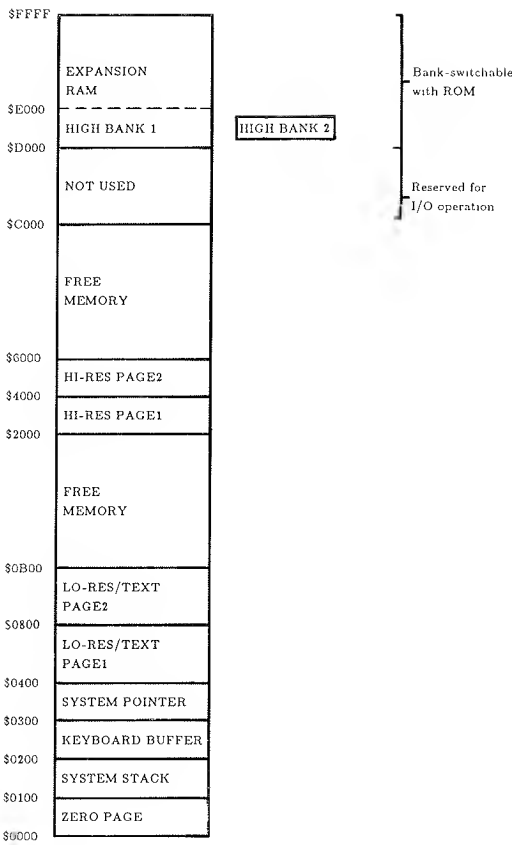 $FFFF
EXPANSION
RAM
Bank-switchable
with ROM
$E000
HIGH BANK 1
HIGH BANK 2
$D000
NOT USED
Reserved for
I/O operation
$C000
FREE
MEMORY
$6000
HI-RES PAGE2
$4000
HI-RES PAGE1
$2000
FREE
MEMORY
$0B00
LO-RES/TEXT
PAGE2
$0800
LO-RES/TEXT
PAGE1
$0400
SYSTEM POINTER
$0300
KEYBOARD BUFFER
$0200
SYSTEM STACK
$0100
ZERO PAGE
$0000